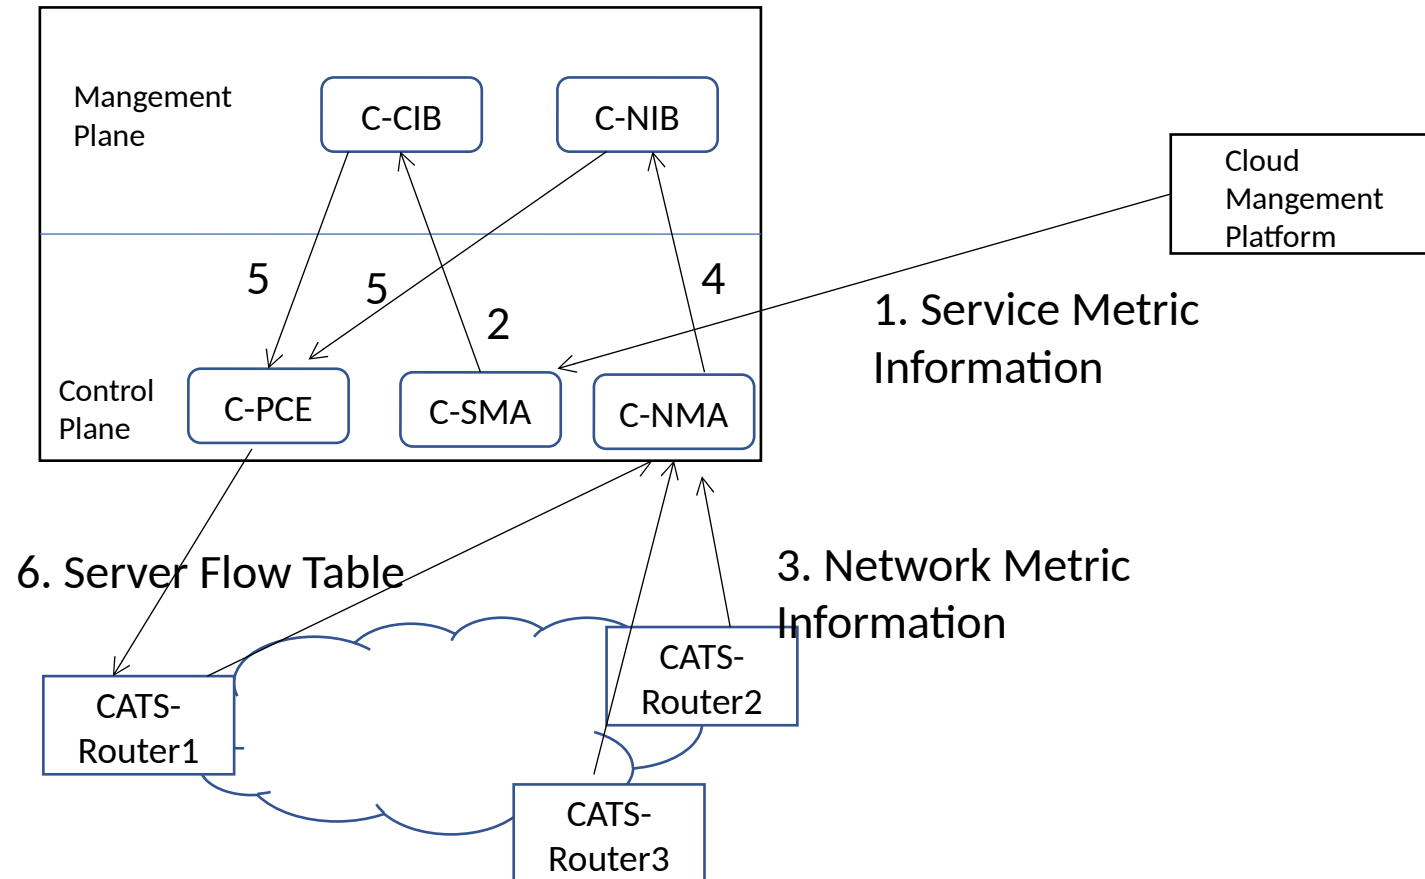 Mangement
Plane
C-CIB
C-NIB
Cloud
Mangement
Platform
5
5
4
2
1. Service Metric
Information
Control
Plane
C-PCE
C-SMA
C-NMA
6. Server Flow Table
3. Network Metric
Information
CATS-
Router2
CATS-
Router1
CATS-
Router3